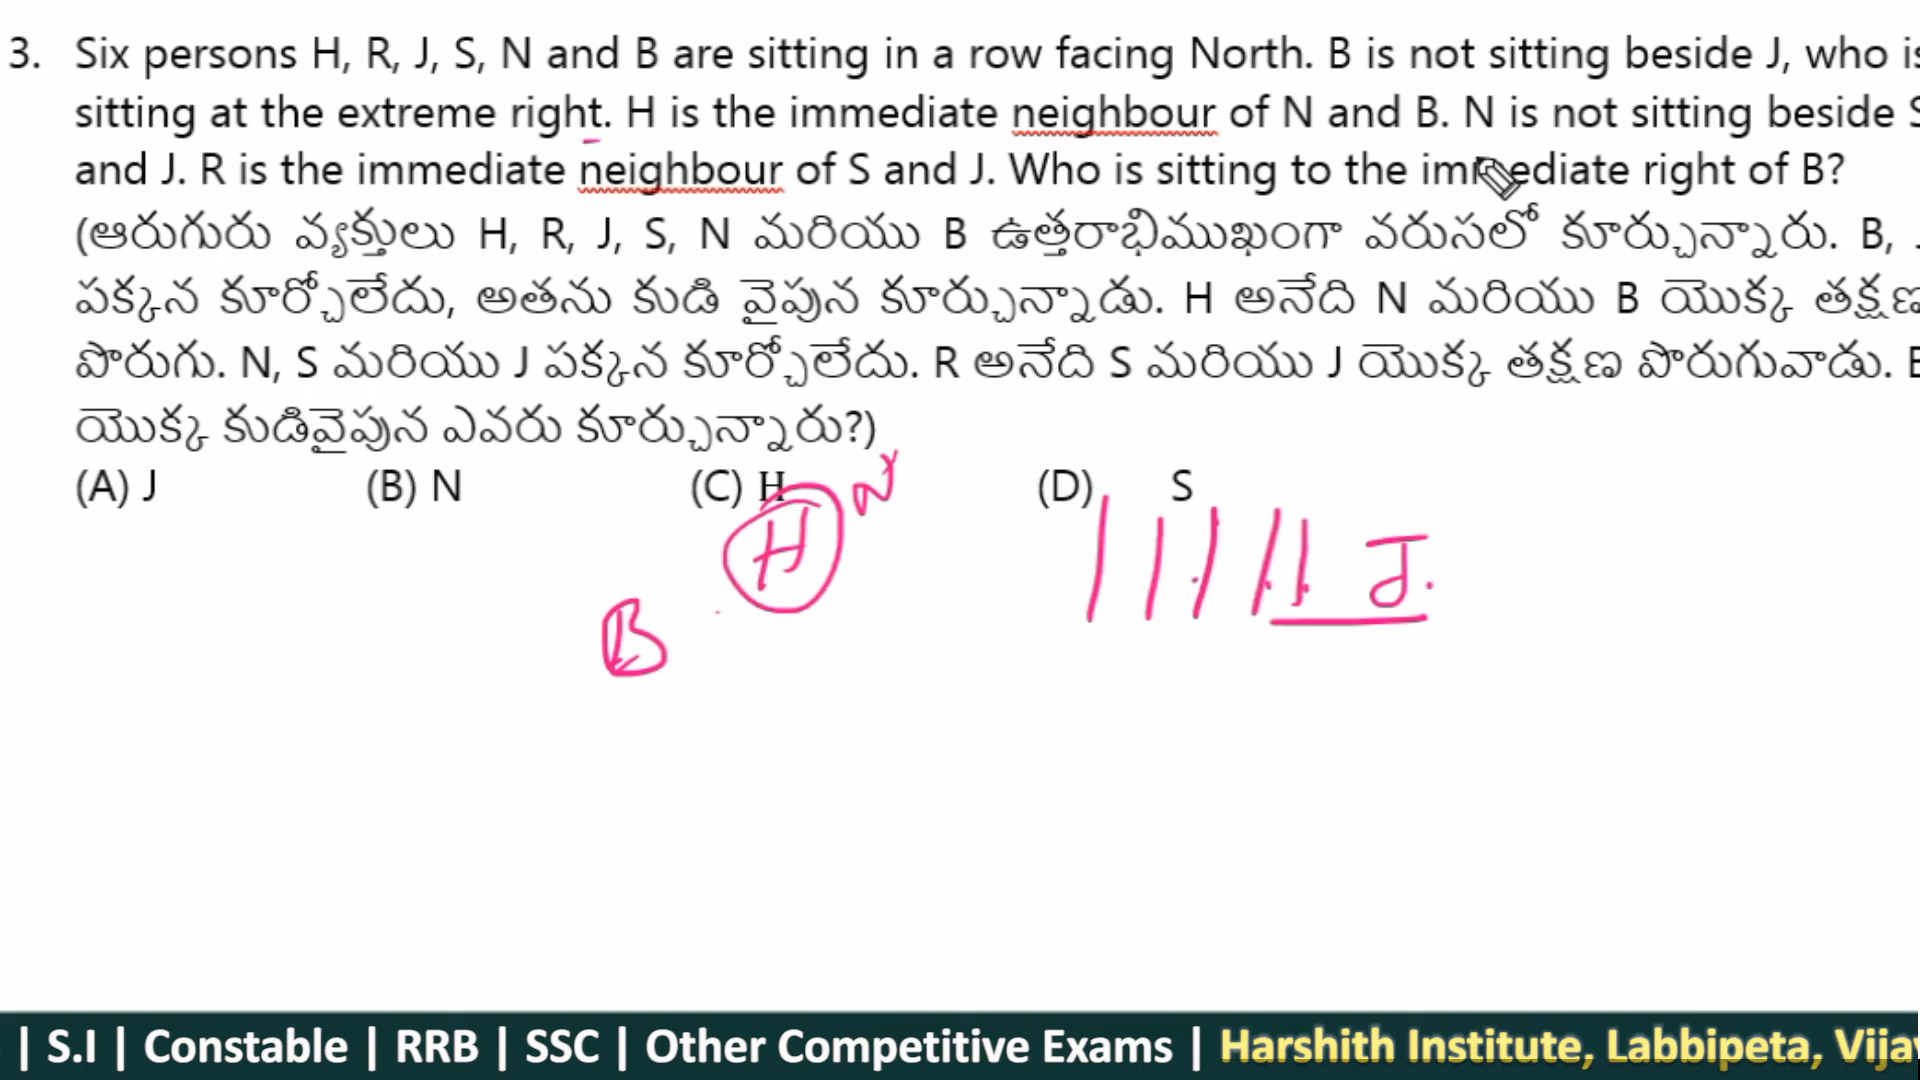 3. Six persons H, R, J, S, N and B are sitting in a row facing North. B is not sitting beside J, who is
sitting at the extreme right. H is the immediate neighbour of N and B. N is not sitting beside S
and J. R is the immediate neighbour of S and J. Who is sitting to the immediate right of B?
(ఆరుగురు వ్యక్తులు H, R, J, S, N మరియు B ఉత్తరాభిముఖంగా వరుసలో కూర్చున్నారు. B,
పక్కన కూర్చోలేదు, అతను కుడి వైపున కూర్చున్నాడు. H అనేది N మరియు B యొక్క తక్షణ
పొరుగు. N, S మరియు J పక్కన కూర్చోలేదు. R అనేది S మరియు J యొక్క తక్షణ పొరుగువాడు. B
యొక్క కుడివైపున ఎవరు కూర్చున్నారు?)
(A) J (B) N (C) H (D) S
H N
J
B
| S.I | Constable | RRB | SSC | Other Competitive Exams | Harshith Institute, Labbipeta,